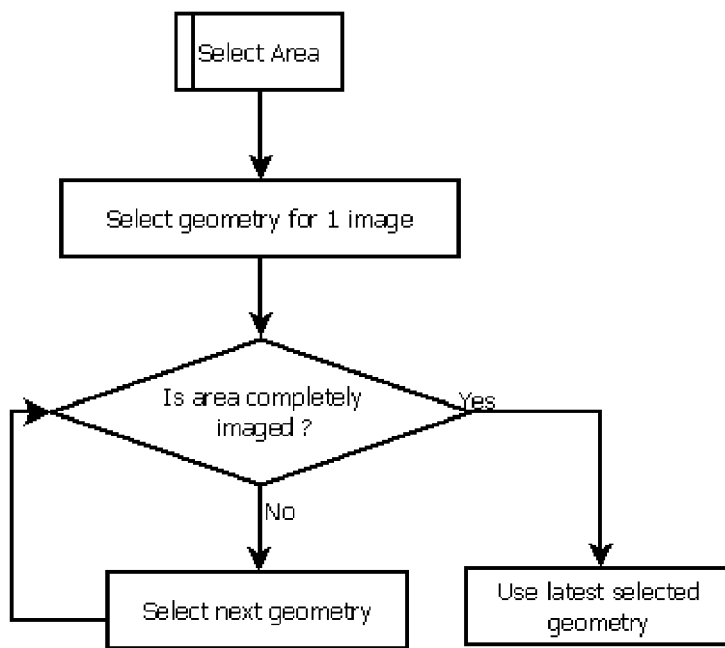 Select Area
Select geometry for 1 image
Is area completely
imaged ?
Yes
No
Select next geometry
Use latest selected
geometry